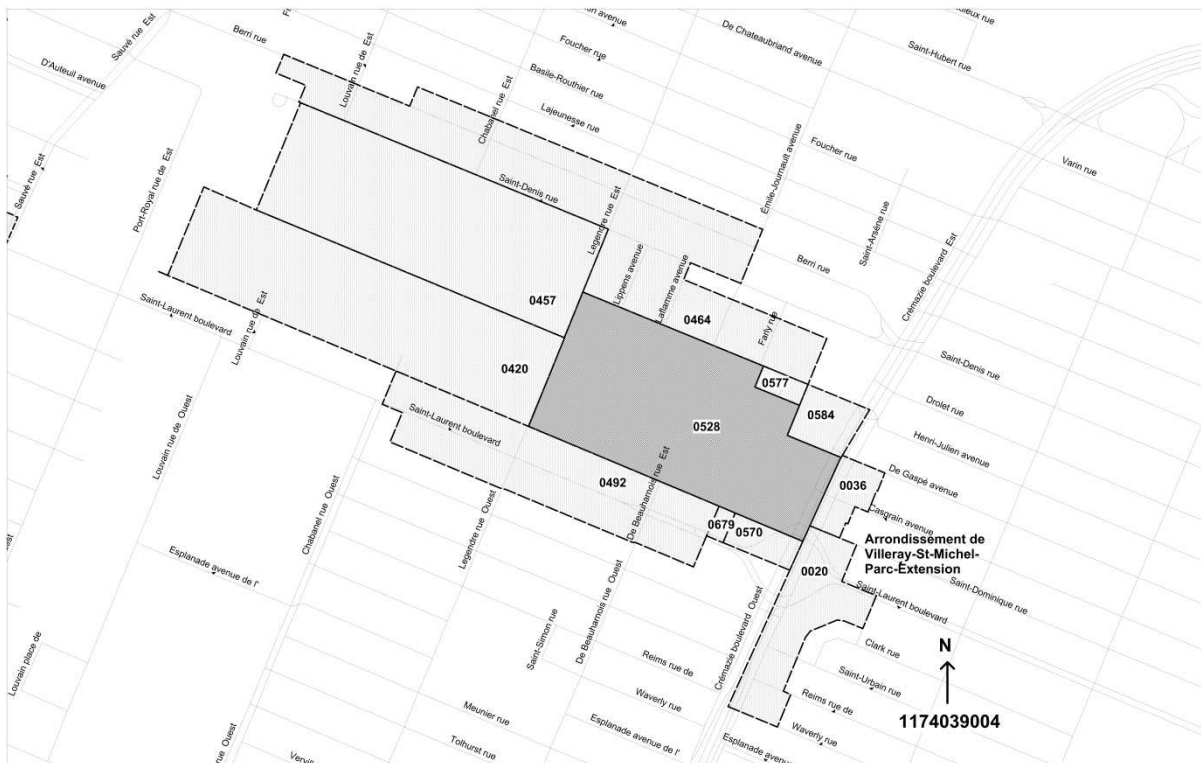 Sauvé rue Est
Berri rue
D'Auteuil avenue
Louvain rue de Est
Foucher rue
Basile-Routhier rue
Lajeunesse rue
De Chateaubriand avenue
Saint-Hubert rue
Chabanel rue Est
Foucher rue
Varin rue
Sauvé rue Est
Port-Royal rue de Est
Saint-Denis rue
Émile-Journault avenue
Saint-Arsène rue
Legendre rue Est
Lippens avenue
Laflamme avenue
Berri rue
Crémazie boulevard Est
0457
0464
Farly rue
Saint-Laurent boulevard
Louvain rue de Est
0420
0577
0584
Saint-Denis rue
Drolet rue
Saint-Laurent boulevard
0528
Henri-Julien avenue
De Gaspé avenue
0492
De Beauharnois rue Est
0036
Casgrain avenue
Louvain rue de Ouest
Chabanel rue Ouest
Legendre rue Ouest
0679
0570
Arrondissement de
Villeray-St-Michel-
Parc-Extension
0020
Saint-Dominique rue
Saint-Laurent boulevard
Esplanade avenue de l'
De Beauharnois rue Ouest
Saint-Simon rue
Crémazie boulevard Ouest
Clark rue
N
Reims rue de
Saint-Urbain rue
Louvain place de
Waverly rue
Reims rue de
1174039004
Meunier rue
Esplanade avenue de l'
Waverly rue
Tolhurst rue
Esplanade avenue
rue Ouest